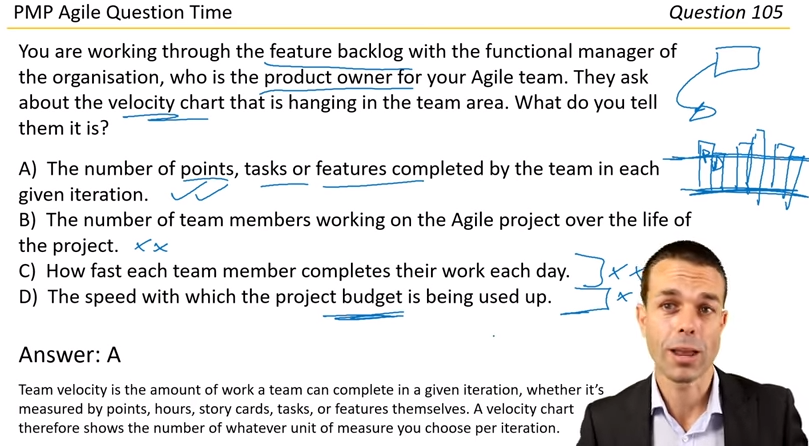 PMP Agile Question Time
Question 105
You are working through the feature backlog with the functional manager of
the organisation, who is the product owner for your Agile team. They ask
about the velocity chart that is hanging in the team area. What do you tell
them it is?
A) The number of points, tasks or features completed by the team in each
given iteration.
B) The number of team members working on the Agile project over the life of
the project.
C) How fast each team member completes their work each day.
D) The speed with which the project budget is being used up.
Answer: A
Team velocity is the amount of work a team can complete in a given iteration, whether it's
measured by points, hours, story cards, tasks, or features themselves. A velocity chart
therefore shows the number of whatever unit of measure you choose per iteration.